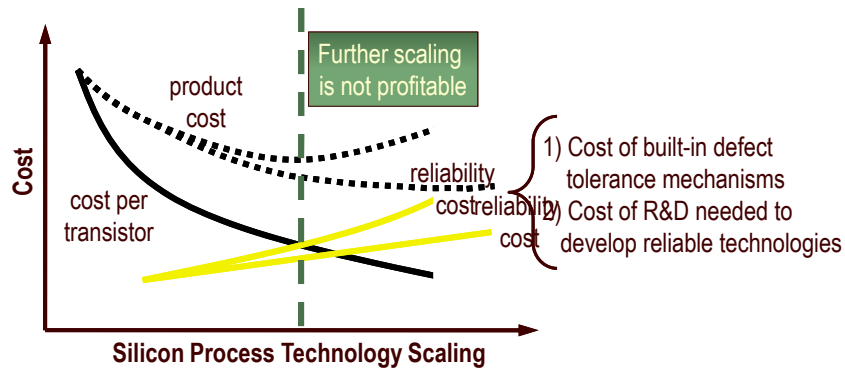 Further scaling
is not profitable
product
cost
Cost
cost per
transistor
reliability
cost
reliability
cost
1) Cost of built-in defect
tolerance mechanisms
2) Cost of R&D needed to
develop reliable technologies
Silicon Process Technology Scaling